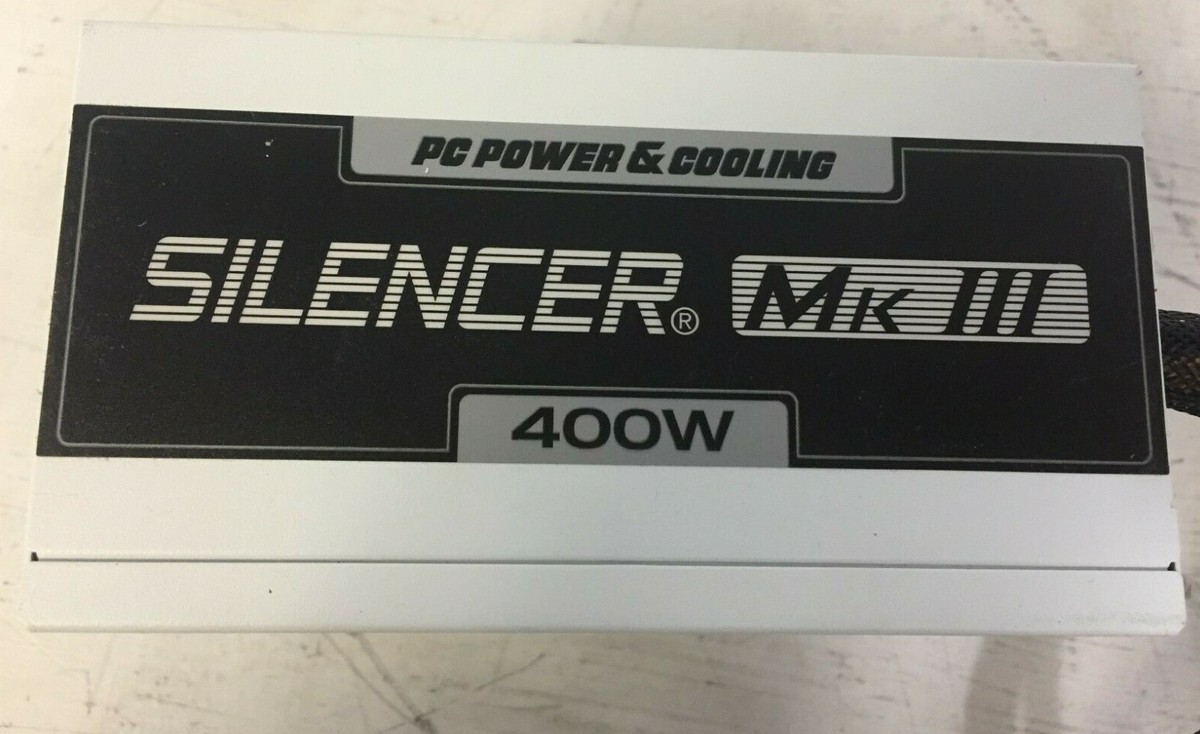 PC POWER & COOLING
SILENCER® MK III
400W